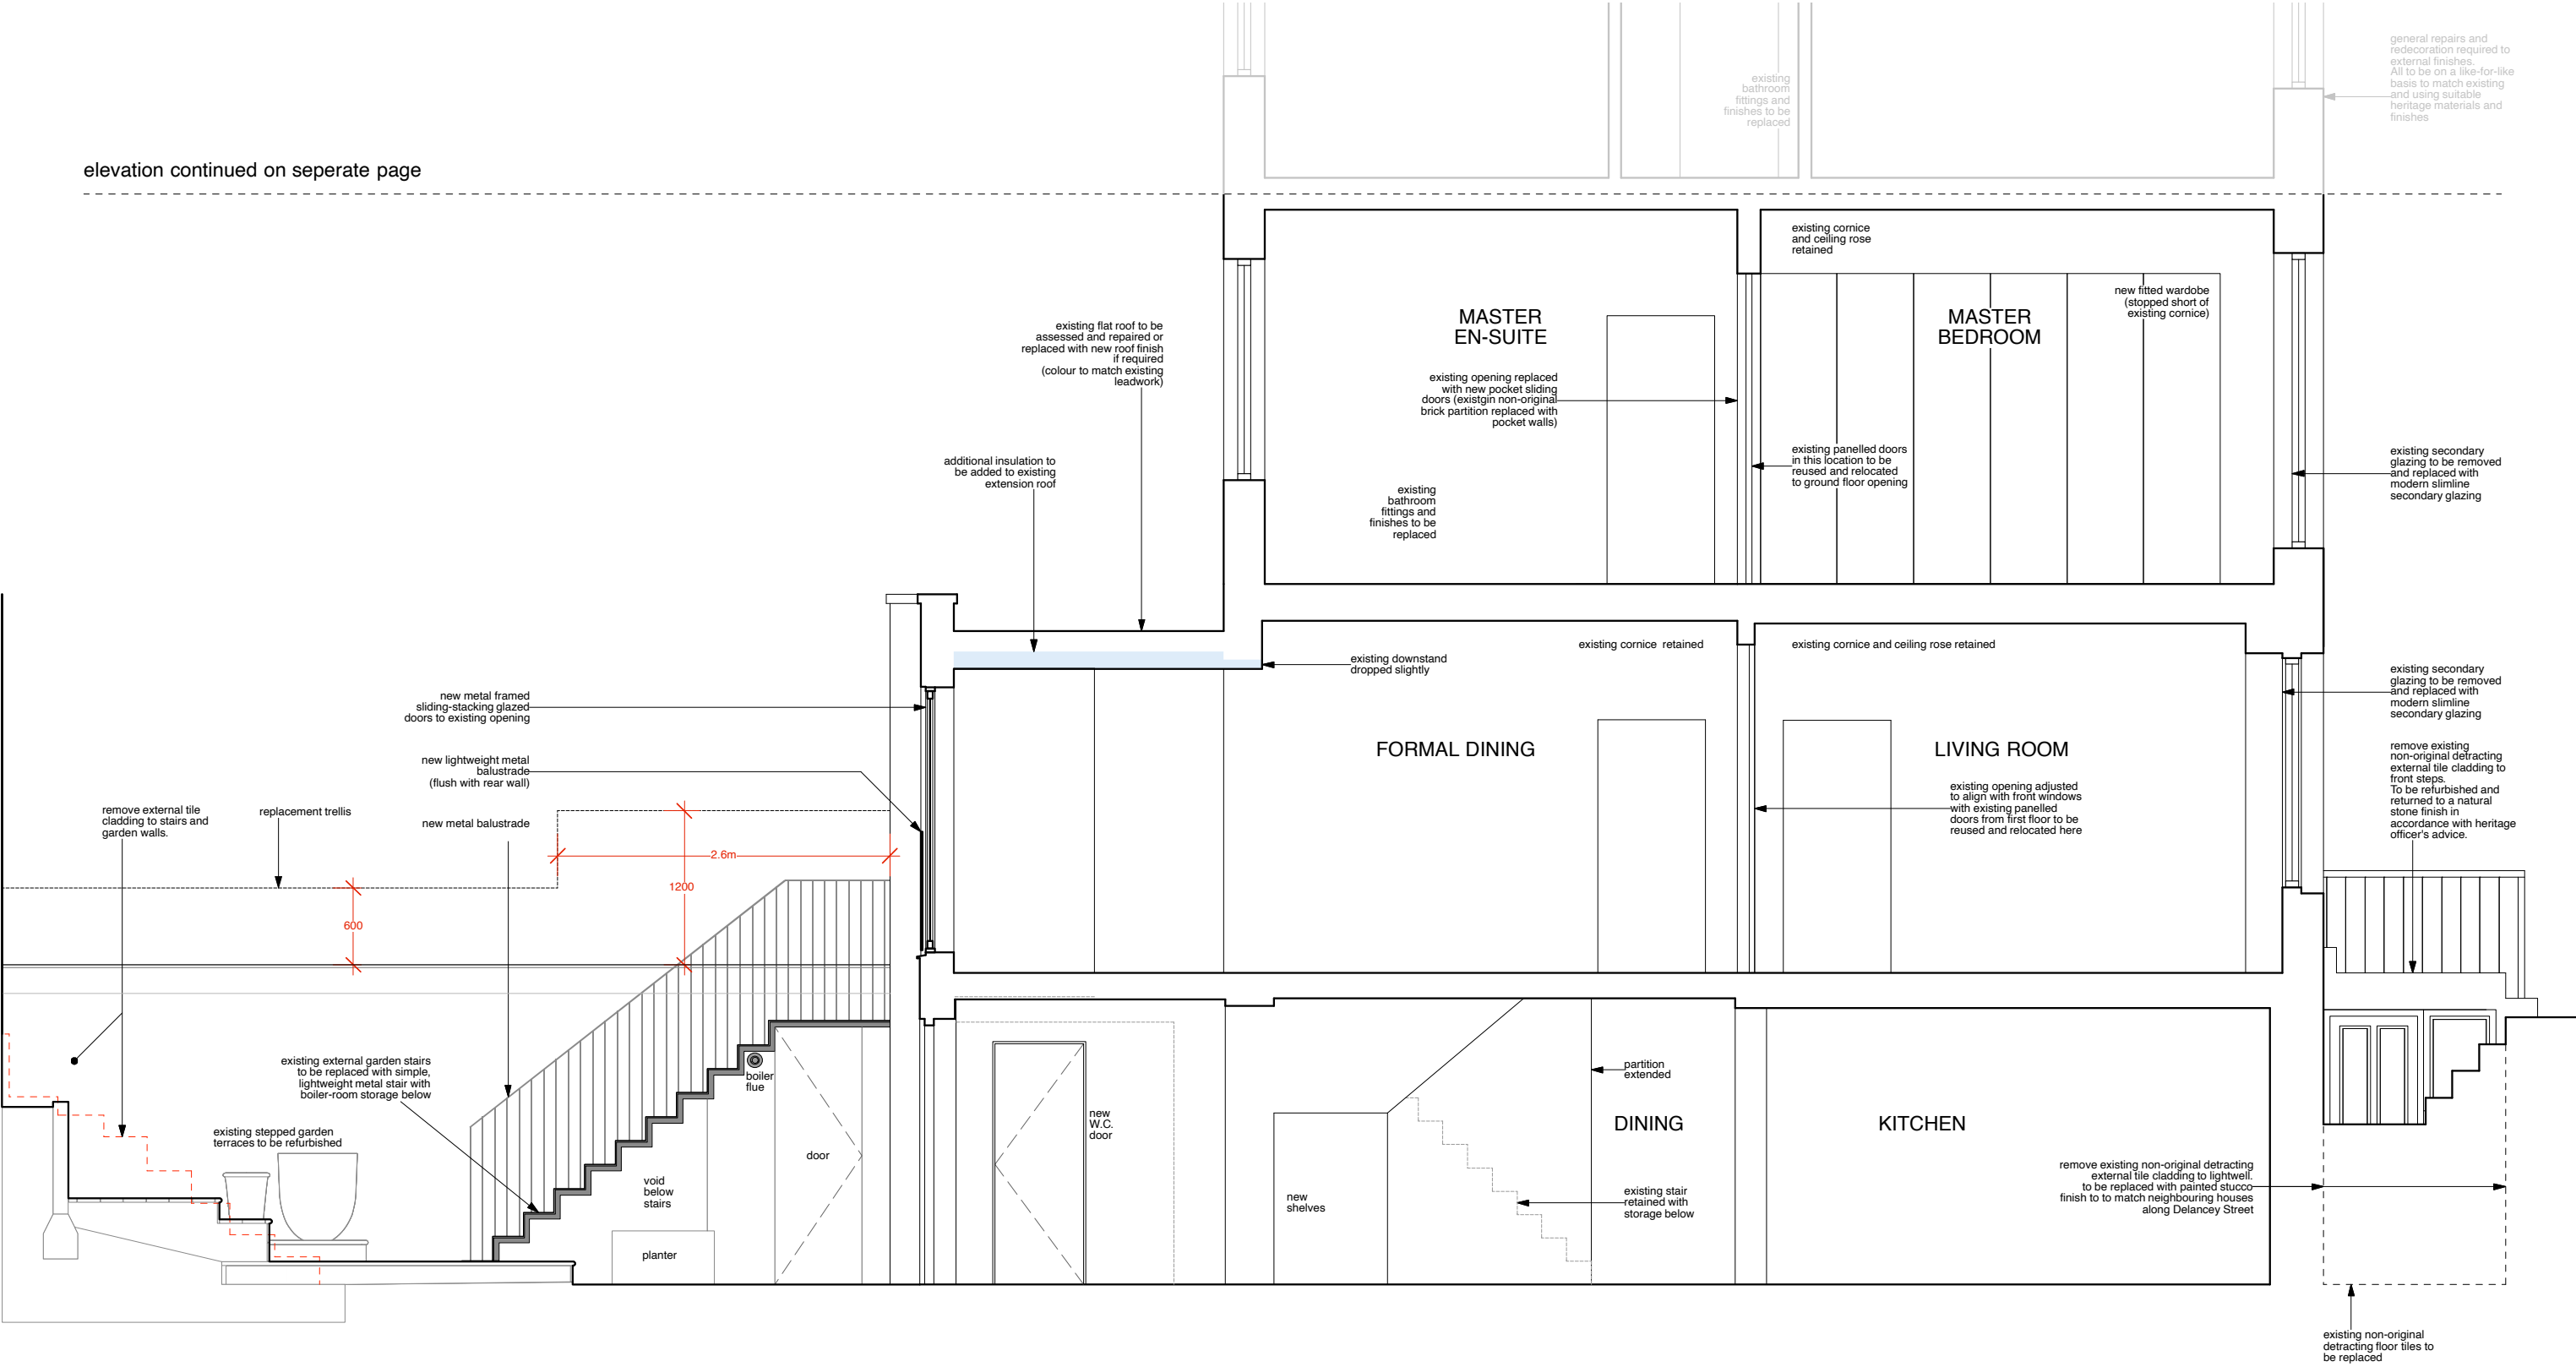 general repairs and
redecoration required to
external finishes.
All to be on a like-for-like
basis to match existing
and using suitable
heritage materials and
finishes
existing
bathroom
fittings and
finishes to be
replaced
elevation continued on seperate page
existing cornice
and ceiling rose
retained
new fitted wardobe
(stopped short of
existing cornice)
MASTER
EN-SUITE
MASTER
BEDROOM
existing flat roof to be
assessed and repaired or
replaced with new roof finish
if required
(colour to match existing
leadwork)
existing opening replaced
with new pocket sliding
doors (existgin non-original
brick partition replaced with
pocket walls)
existing panelled doors
in this location to be
reused and relocated
to ground floor opening
existing secondary
glazing to be removed
and replaced with
modern slimline
secondary glazing
additional insulation to
be added to existing
extension roof
existing
bathroom
fittings and
finishes to be
replaced
existing cornice  retained
existing cornice and ceiling rose retained
existing downstand
dropped slightly
existing secondary
glazing to be removed
and replaced with
modern slimline
secondary glazing
new metal framed
sliding-stacking glazed
doors to existing opening
FORMAL DINING
LIVING ROOM
remove existing
non-original detracting
external tile cladding to
front steps.
To be refurbished and
returned to a natural
stone finish in
accordance with heritage
officer's advice.
new lightweight metal
balustrade
(flush with rear wall)
existing opening adjusted
to align with front windows
with existing panelled
doors from first floor to be
reused and relocated here
remove external tile
cladding to stairs and
garden walls.
replacement trellis
new metal balustrade
2.6m
1200
600
existing external garden stairs
to be replaced with simple,
lightweight metal stair with
boiler-room storage below
boiler
flue
partition
extended
new
W.C.
door
DINING
KITCHEN
existing stepped garden
terraces to be refurbished
door
void
below
stairs
planter
new
shelves
existing stair
retained with
storage below
remove existing non-original detracting
external tile cladding to lightwell.
to be replaced with painted stucco
finish to to match neighbouring houses
along Delancey Street
existing non-original
detracting floor tiles to
be replaced